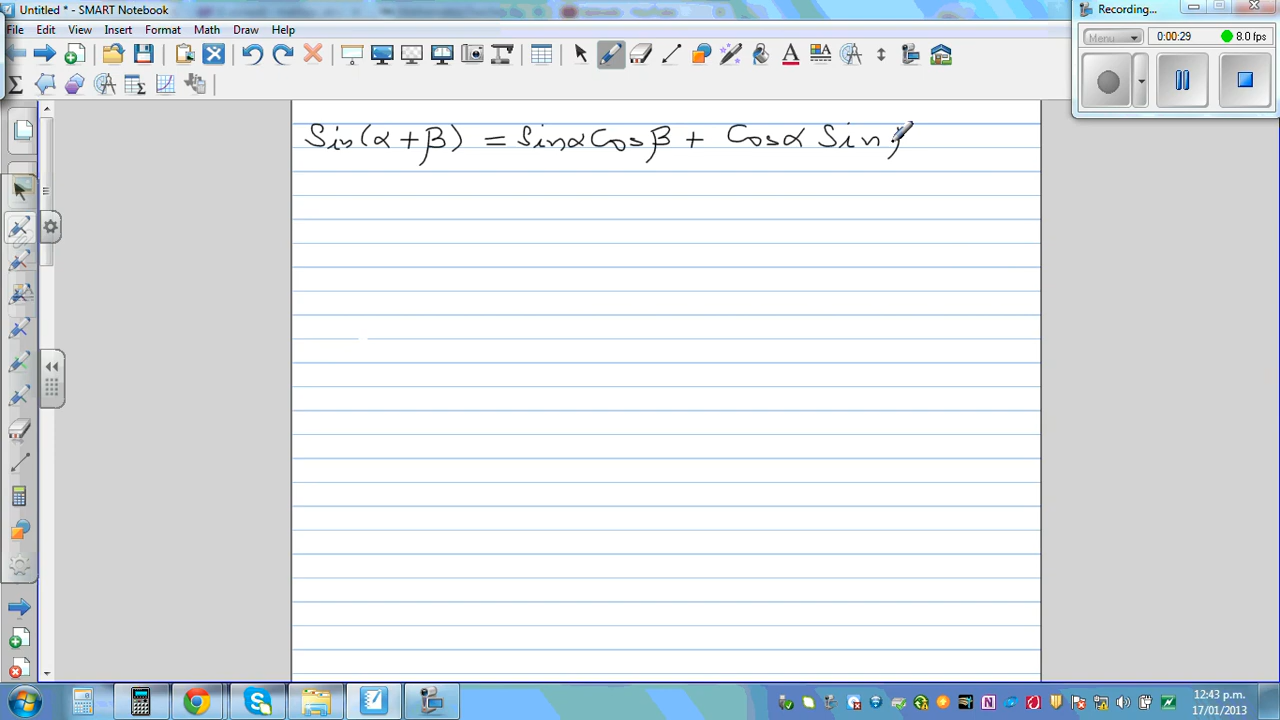 Untitled * - SMART Notebook
Recording...
File Edit View Insert Format Math Draw Help
Menu
0:00:29
8.0 fps
Sin(α+β) = Sinα Cosβ + Cosα Sin
12:43 p.m.
17/01/2013